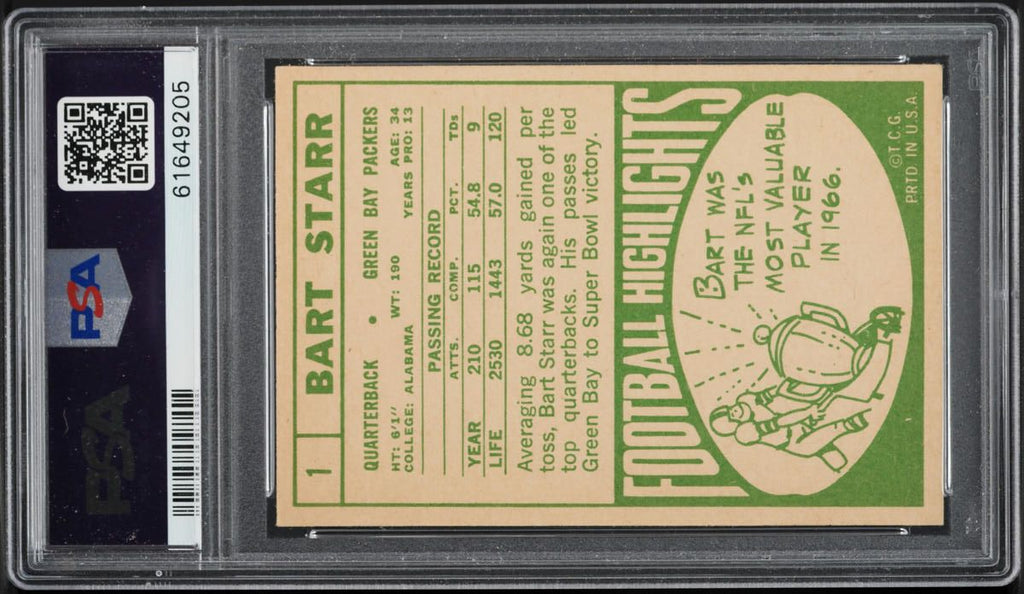 PSA
PSA
61649205
1 BART STARR
QUARTERBACK • GREEN BAY PACKERS
HT: 6'1" WT: 190 AGE: 34
COLLEGE: ALABAMA YEARS PRO: 13
PASSING RECORD
ATTS. COMP. PCT. TDs
YEAR 210 115 54.8 9
LIFE 2530 1443 57.0 120
Averaging 8.68 yards gained per
toss, Bart Starr was again one of the
top quarterbacks. His passes led
Green Bay to Super Bowl victory.
FOOTBALL HIGHLIGHTS
BART WAS
THE NFL'S
MOST VALUABLE
PLAYER
IN 1966.
©T.C.G.
PRTD. IN U.S.A.